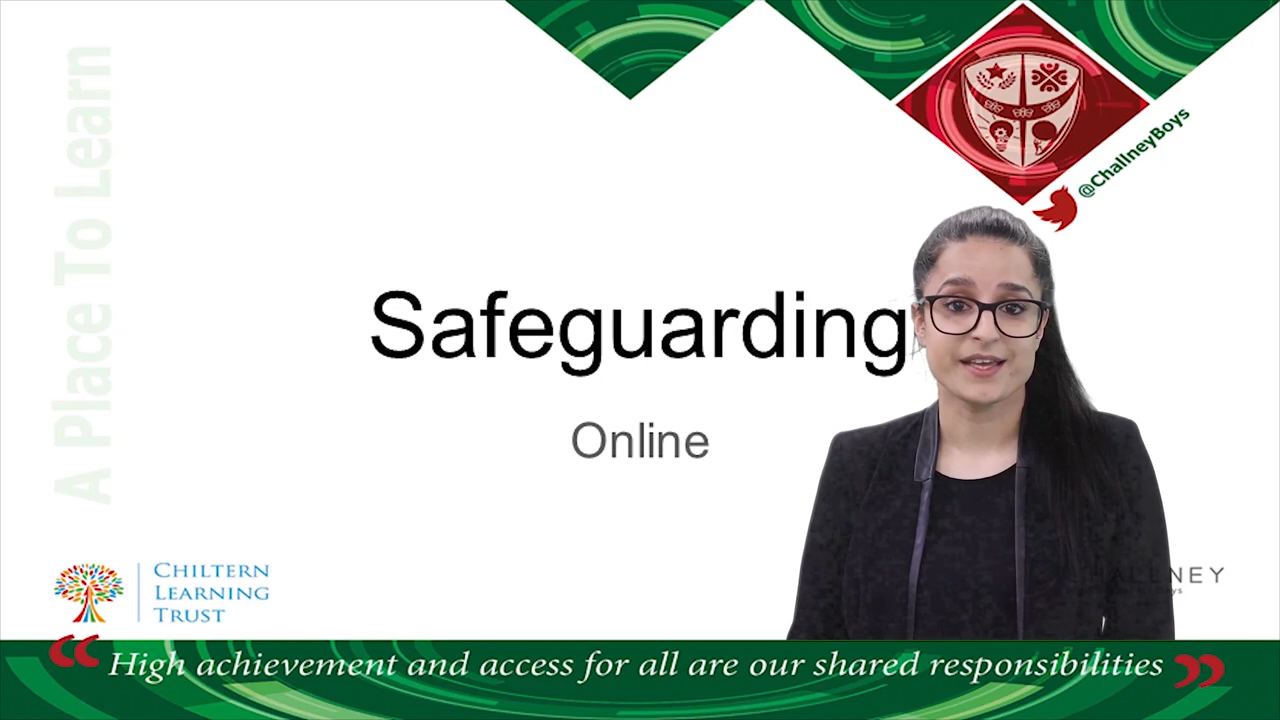 A Place To Learn
@ChallneyBoys
Safeguarding
Online
CHILTERN
LEARNING
TRUST
HALLNEY
“High achievement and access for all are our shared responsibilities”